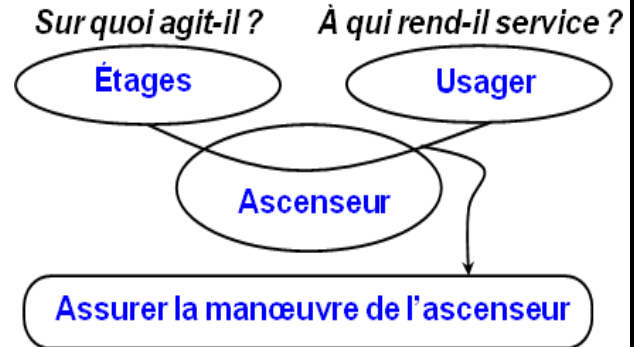 Sur quoi agit-il ? À qui rend-il service ?
Étages Usager
Ascenseur
Assurer la manœuvre de l'ascenseur